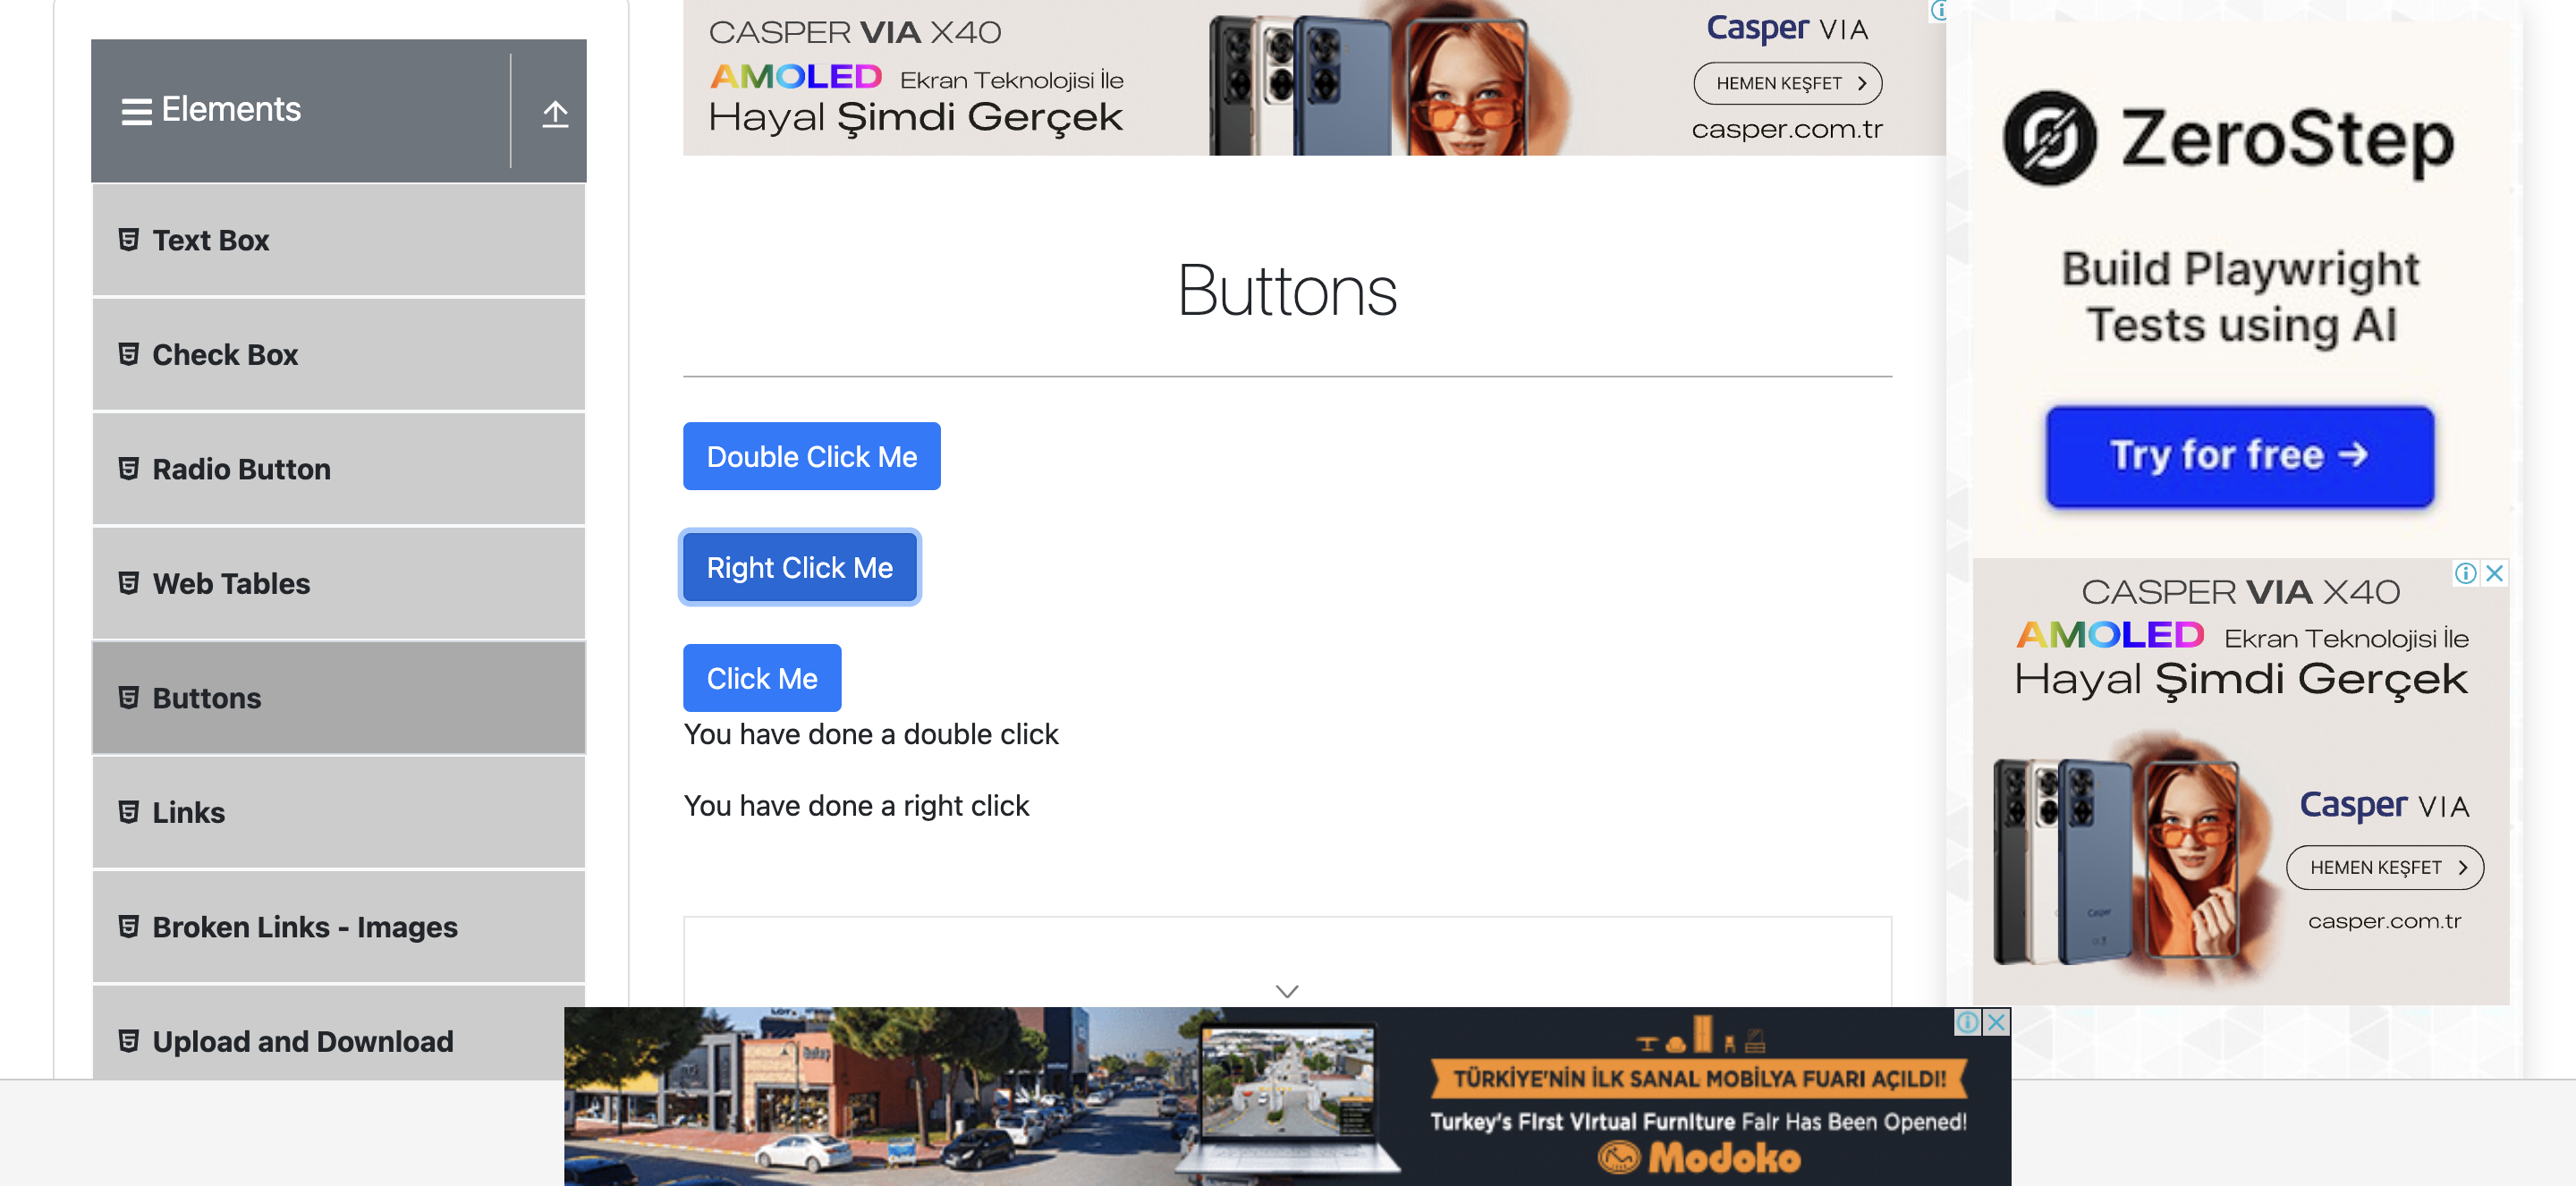 Elements
Text Box
Check Box
Radio Button
Web Tables
Buttons
Links
Broken Links - Images
Upload and Download
CASPER VIA X40
AMOLED Ekran Teknolojisi İle
Hayal Şimdi Gerçek
Casper VIA
HEMEN KEŞFET
casper.com.tr
Buttons
Double Click Me
Right Click Me
Click Me
You have done a double click
You have done a right click
ZeroStep
Build Playwright
Tests using AI
Try for free →
CASPER VIA X40
AMOLED Ekran Teknolojisi İle
Hayal Şimdi Gerçek
Casper
Casper VIA
HEMEN KEŞFET
casper.com.tr
TÜRKİYE'NİN İLK SANAL MOBİLYA FUARI AÇILDI!
Turkey's First Virtual Furniture Fair Has Been Opened!
Modoko